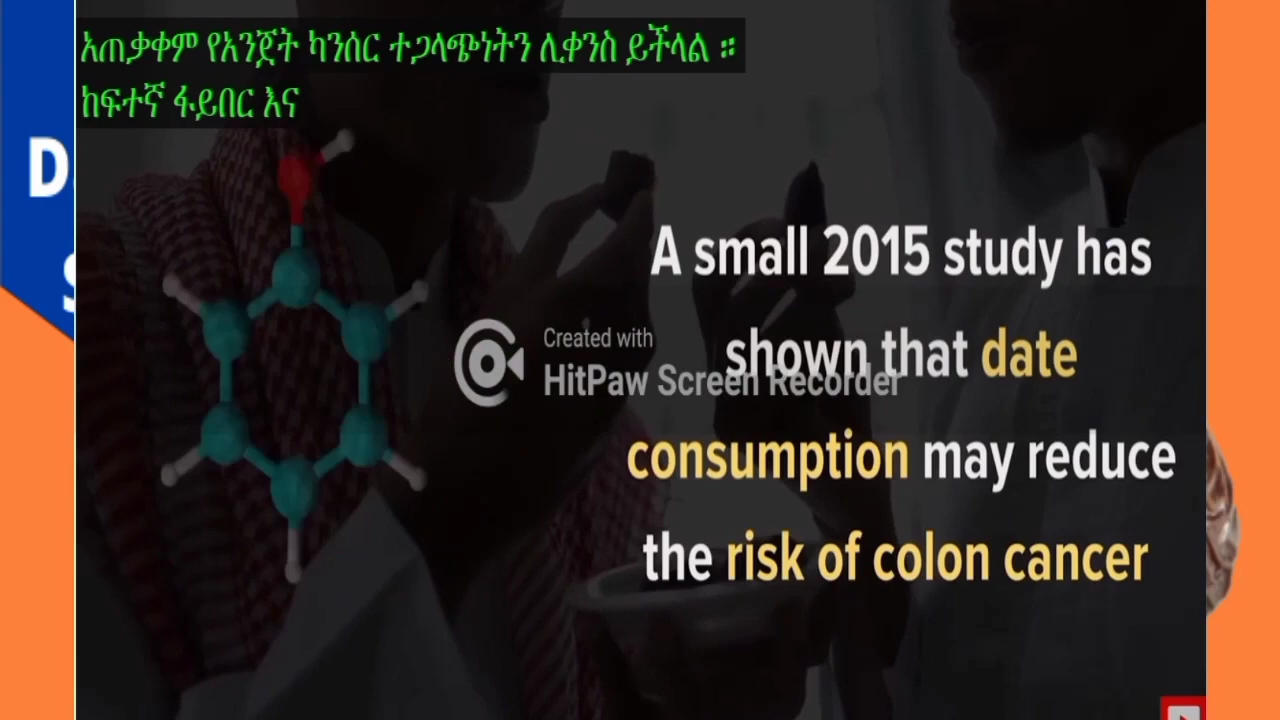 አጠቃቀም የአንጀት ካንሰር ተጋላጭነትን ሊቀንስ ይችላል ።
ከፍተኛ ፋይበር እና
D
S
A small 2015 study has
shown that date
consumption may reduce
the risk of colon cancer
Created with
HitPaw Screen Recorder